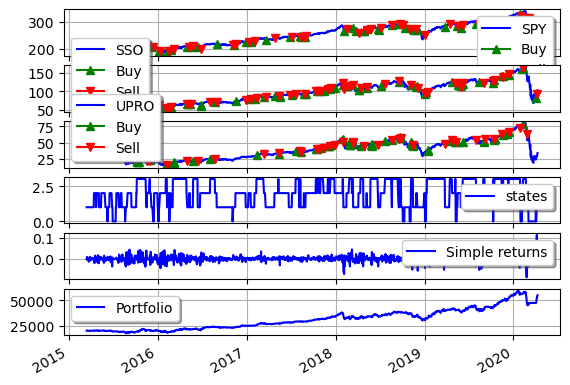 300
200
SPY
Buy
SSO
Buy
Sell
150
100
50
UPRO
Buy
Sell
75
50
25
2.5
0.0
states
0.1
0.0
Simple returns
50000
25000
Portfolio
2015 2016 2017 2018 2019 2020